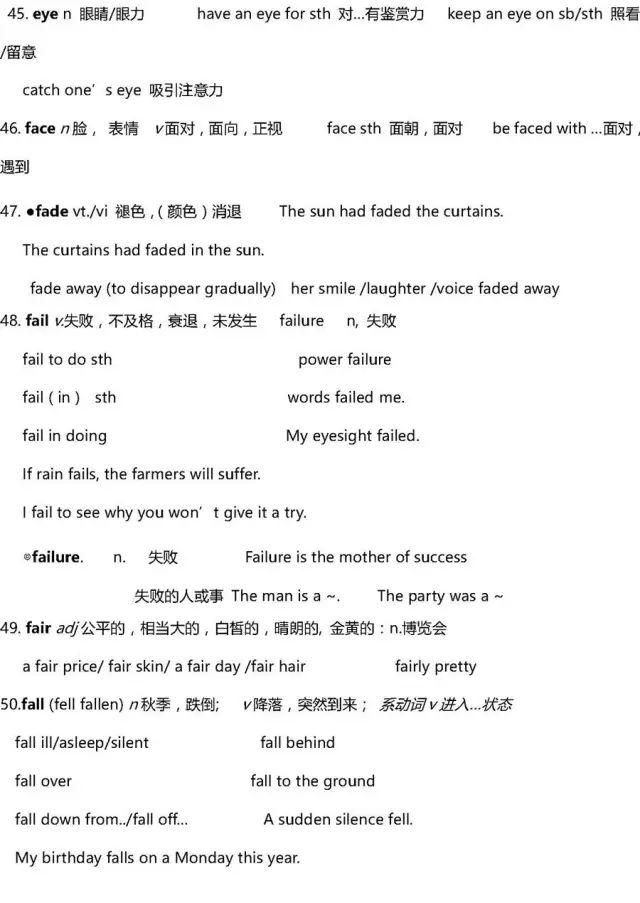 45. eye n 眼睛/眼力 have an eye for sth 对...有鉴赏力 keep an eye on sb/sth 照看
/留意
catch one's eye 吸引注意力
46. face n 脸， 表情 v 面对，面向，正视 face sth 面朝，面对 be faced with ...面对，
遇到
47. ●fade vt./vi 褪色，（颜色）消退 The sun had faded the curtains.
The curtains had faded in the sun.
fade away (to disappear gradually) her smile /laughter /voice faded away
48. fail v.失败，不及格，衰退，未发生 failure n, 失败
fail to do sth power failure
fail（in） sth words failed me.
fail in doing My eyesight failed.
If rain fails, the farmers will suffer.
I fail to see why you won't give it a try.
failure. n. 失败 Failure is the mother of success
失败的人或事 The man is a ~. The party was a ~
49. fair adj 公平的，相当大的，白皙的，晴朗的, 金黄的：n.博览会
a fair price/ fair skin/ a fair day /fair hair fairly pretty
50.fall (fell fallen) n 秋季，跌倒; v 降落，突然到来； 系动词 v 进入...状态
fall ill/asleep/silent fall behind
fall over fall to the ground
fall down from../fall off... A sudden silence fell.
My birthday falls on a Monday this year.